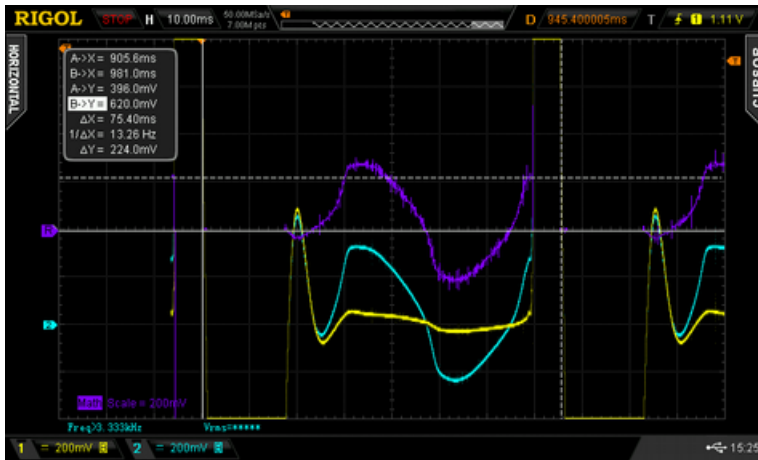 RIGOL STOP H 10.00ms 50.00MSa/s 7.00M pts D 945.400005ms T 1 1.11 V
HORIZONTAL
CURSOR
A->X = 905.6ms
B->X = 981.0ms
A->Y = 396.0mV
B->Y = 620.0mV
ΔX = 75.40ms
1/ΔX = 13.26 Hz
ΔY = 224.0mV
R
2
Math Scale = 200mV
Freq>3. 333kHz Vrms=*****
1 = 200mV 2 = 200mV 15:25